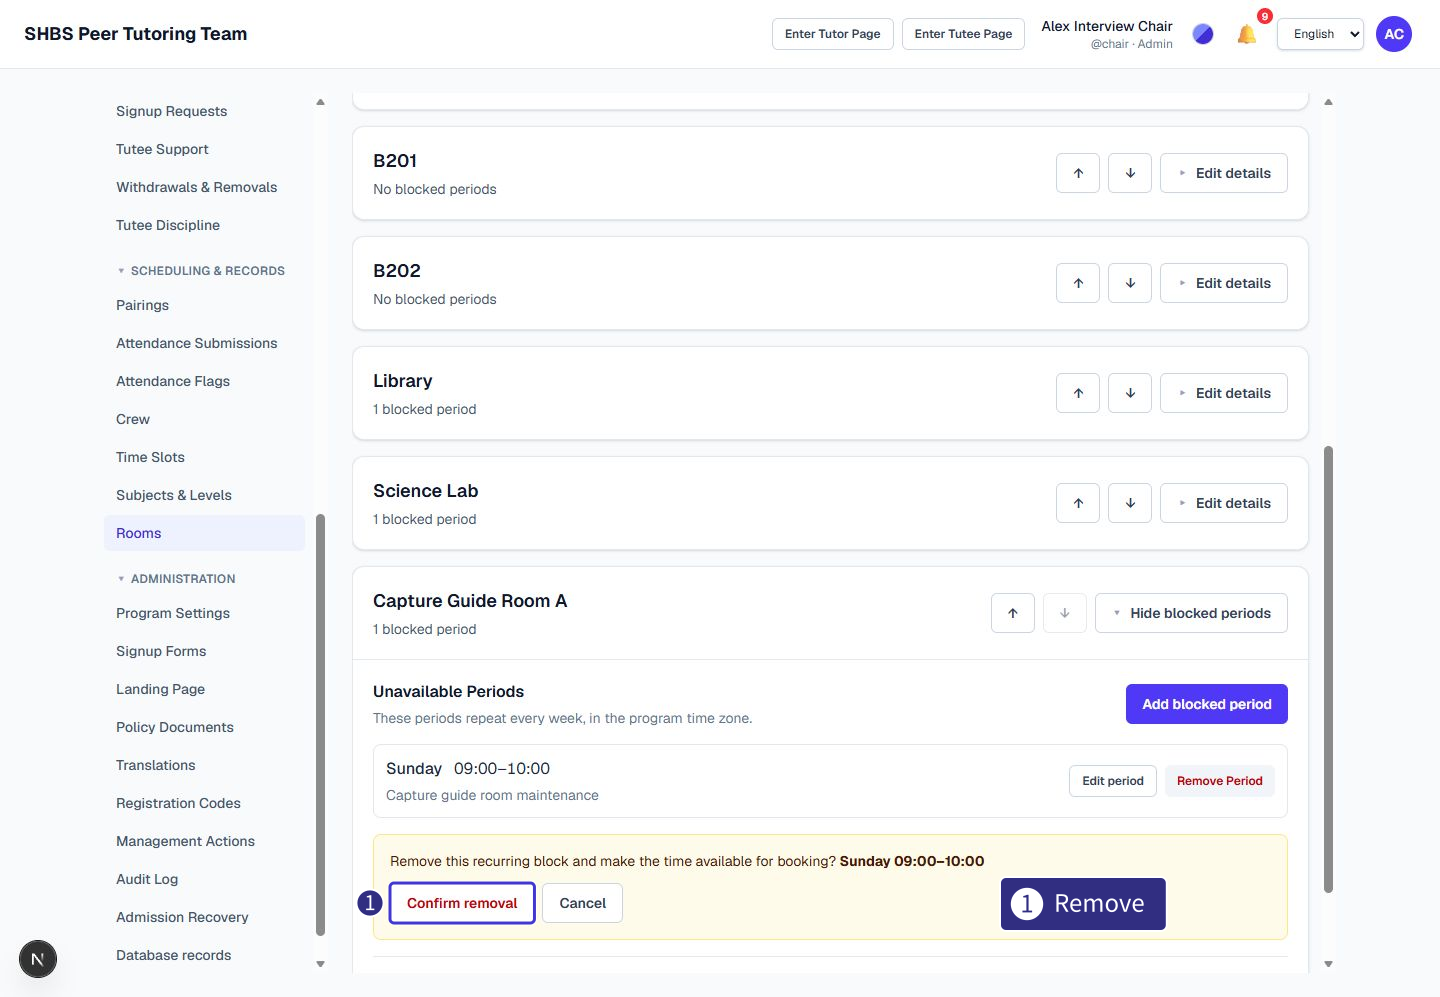 SHBS Peer Tutoring Team
Enter Tutor Page
Enter Tutee Page
Alex Interview Chair
@chair · Admin
9
English
AC
Signup Requests
Tutee Support
Withdrawals & Removals
Tutee Discipline
SCHEDULING & RECORDS
Pairings
Attendance Submissions
Attendance Flags
Crew
Time Slots
Subjects & Levels
Rooms
ADMINISTRATION
Program Settings
Signup Forms
Landing Page
Policy Documents
Translations
Registration Codes
Management Actions
Audit Log
Admission Recovery
Database records
N
B201
No blocked periods
Edit details
B202
No blocked periods
Edit details
Library
1 blocked period
Edit details
Science Lab
1 blocked period
Edit details
Capture Guide Room A
1 blocked period
Hide blocked periods
Unavailable Periods
These periods repeat every week, in the program time zone.
Add blocked period
Sunday 09:00–10:00
Capture guide room maintenance
Edit period
Remove Period
Remove this recurring block and make the time available for booking? Sunday 09:00–10:00
1
Confirm removal
Cancel
1 Remove